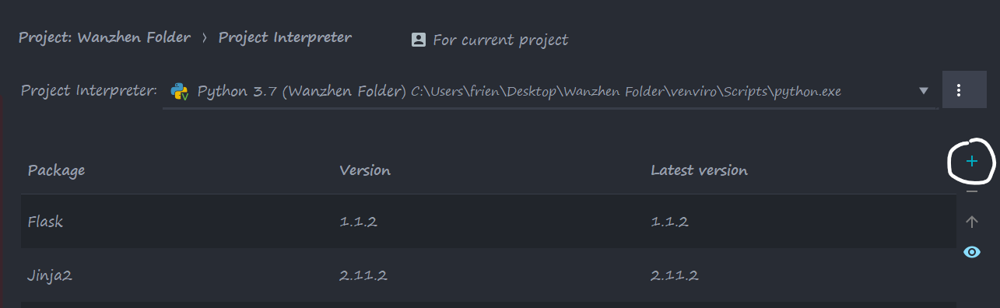 Project: Wanzhen Folder › Project Interpreter For current project
Project Interpreter: Python 3.7 (Wanzhen Folder) C:\Users\frien\Desktop\Wanzhen Folder\venviro\Scripts\python.exe
Package Version Latest version
Flask 1.1.2 1.1.2
Jinja2 2.11.2 2.11.2